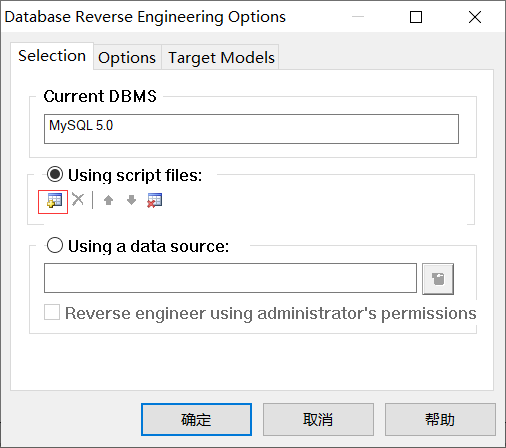 Database Reverse Engineering Options
Selection Options Target Models
Current DBMS
MySQL 5.0
Using script files:
Using a data source:
Reverse engineer using administrator's permissions
确定 取消 帮助